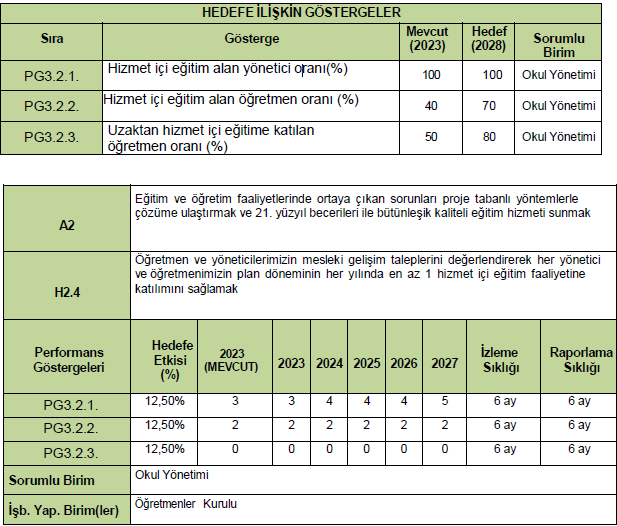 HEDEFE İLİŞKİN GÖSTERGELER
Sıra Gösterge Mevcut (2023) Hedef (2028) Sorumlu Birim
PG3.2.1. Hizmet içi eğitim alan yönetici oranı(%) 100 100 Okul Yönetimi
PG3.2.2. Hizmet içi eğitim alan öğretmen oranı (%) 40 70 Okul Yönetimi
PG3.2.3. Uzaktan hizmet içi eğitime katılan öğretmen oranı (%) 50 80 Okul Yönetimi
A2
Eğitim ve öğretim faaliyetlerinde ortaya çıkan sorunları proje tabanlı yöntemlerle
çözüme ulaştırmak ve 21. yüzyıl becerileri ile bütünleşik kaliteli eğitim hizmeti sunmak
H2.4
Öğretmen ve yöneticilerimizin mesleki gelişim taleplerini değerlendirerek her yönetici
ve öğretmenimizin plan döneminin her yılında en az 1 hizmet içi eğitim faaliyetine
katılımını sağlamak
Performans Göstergeleri Hedefe Etkisi (%) 2023 (MEVCUT) 2023 2024 2025 2026 2027 İzleme Sıklığı Raporlama Sıklığı
PG3.2.1. 12,50% 3 3 4 4 4 5 6 ay 6 ay
PG3.2.2. 12,50% 2 2 2 2 2 2 6 ay 6 ay
PG3.2.3. 12,50% 0 0 0 0 0 0 6 ay 6 ay
Sorumlu Birim Okul Yönetimi
İşb. Yap. Birim(ler) Öğretmenler Kurulu